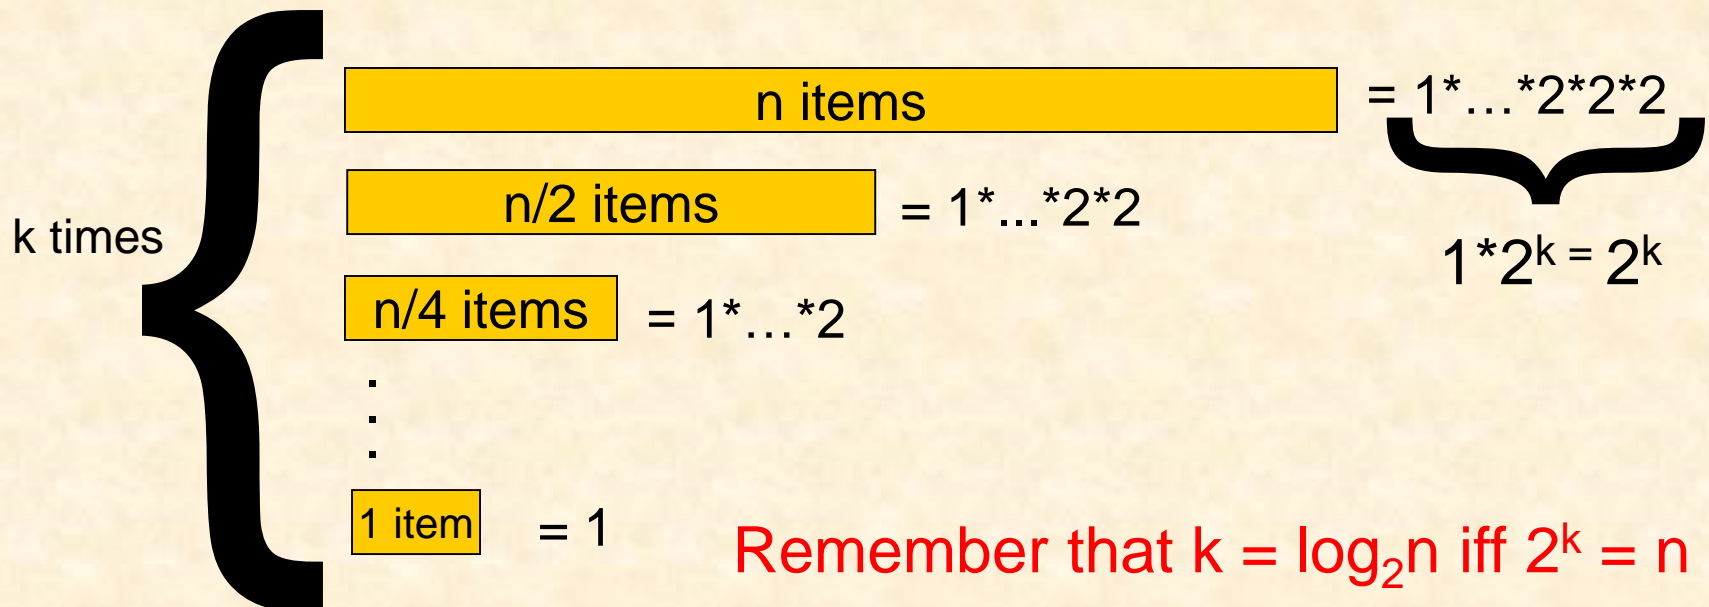 n items = 1*…*2*2*2
n/2 items = 1*...*2*2
k times
1*2ᵏ = 2ᵏ
n/4 items = 1*…*2
.
.
.
1 item = 1
Remember that k = log₂n iff 2ᵏ = n